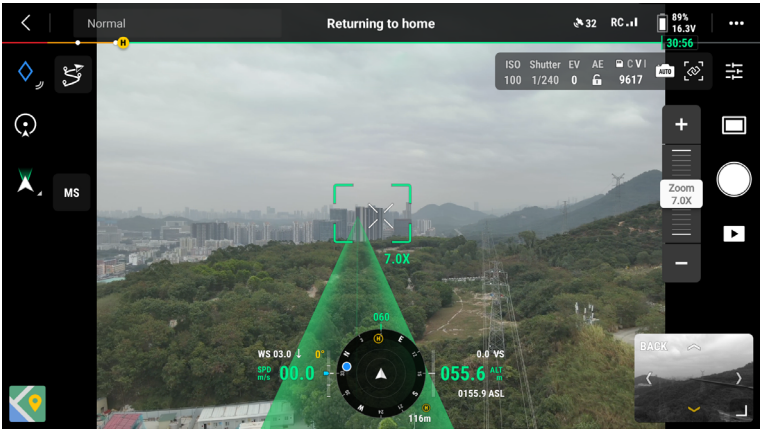 Normal
Returning to home
32
RC
89%
16.3V
H
30:56
ISO Shutter EV AE C V I
100 1/240 0 9617
AUTO
MS
Zoom
7.0X
7.0X
060
H
N
E
S
W
WS 03.0 ↓ 0°
SPD
m/s
00.0
0.0 VS
055.6
ALT
m
0155.9 ASL
H
116m
BACK